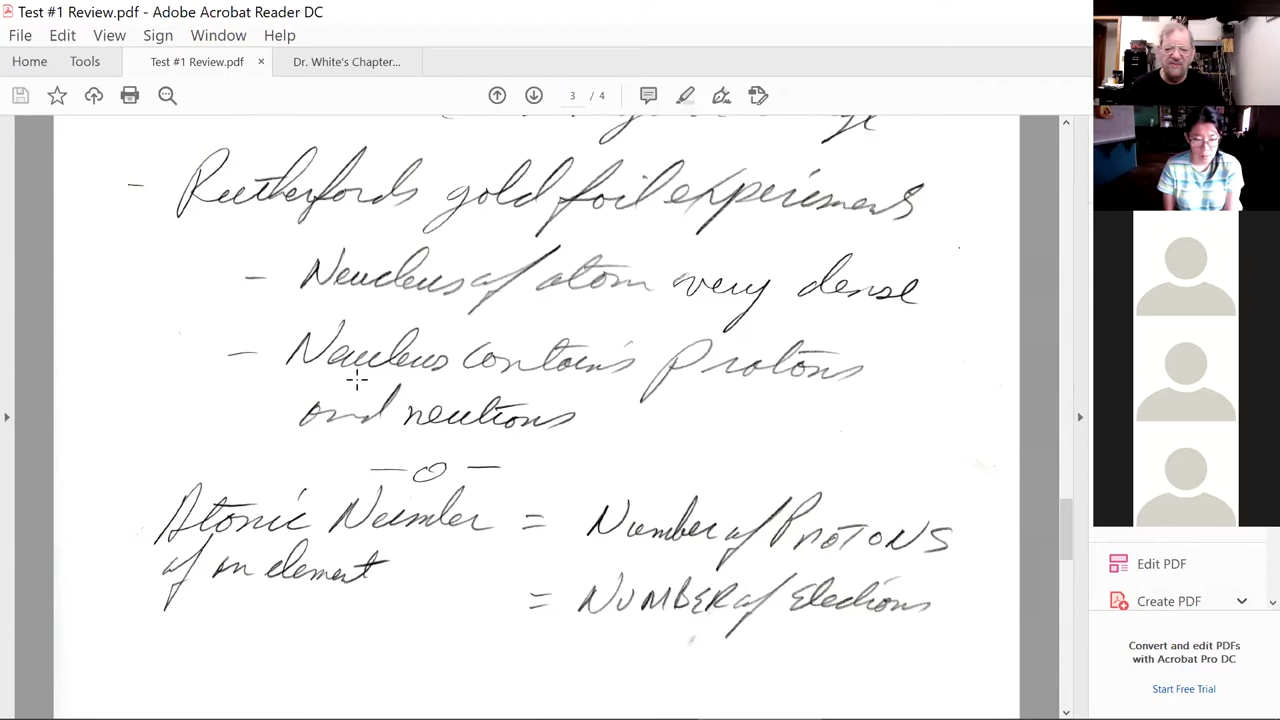 Test #1 Review.pdf - Adobe Acrobat Reader DC
File Edit View Sign Window Help
Home Tools Test #1 Review.pdf × Dr. White's Chapter...
3 / 4
- Rutherfords gold foil experiments
- Nucleus of atom very dense
- Nucleus contains protons
and neutrons
— o —
Atomic Number = Number of PROTONS
of an element
= NUMBER of Electrons
Edit PDF
Create PDF
Convert and edit PDFs
with Acrobat Pro DC
Start Free Trial